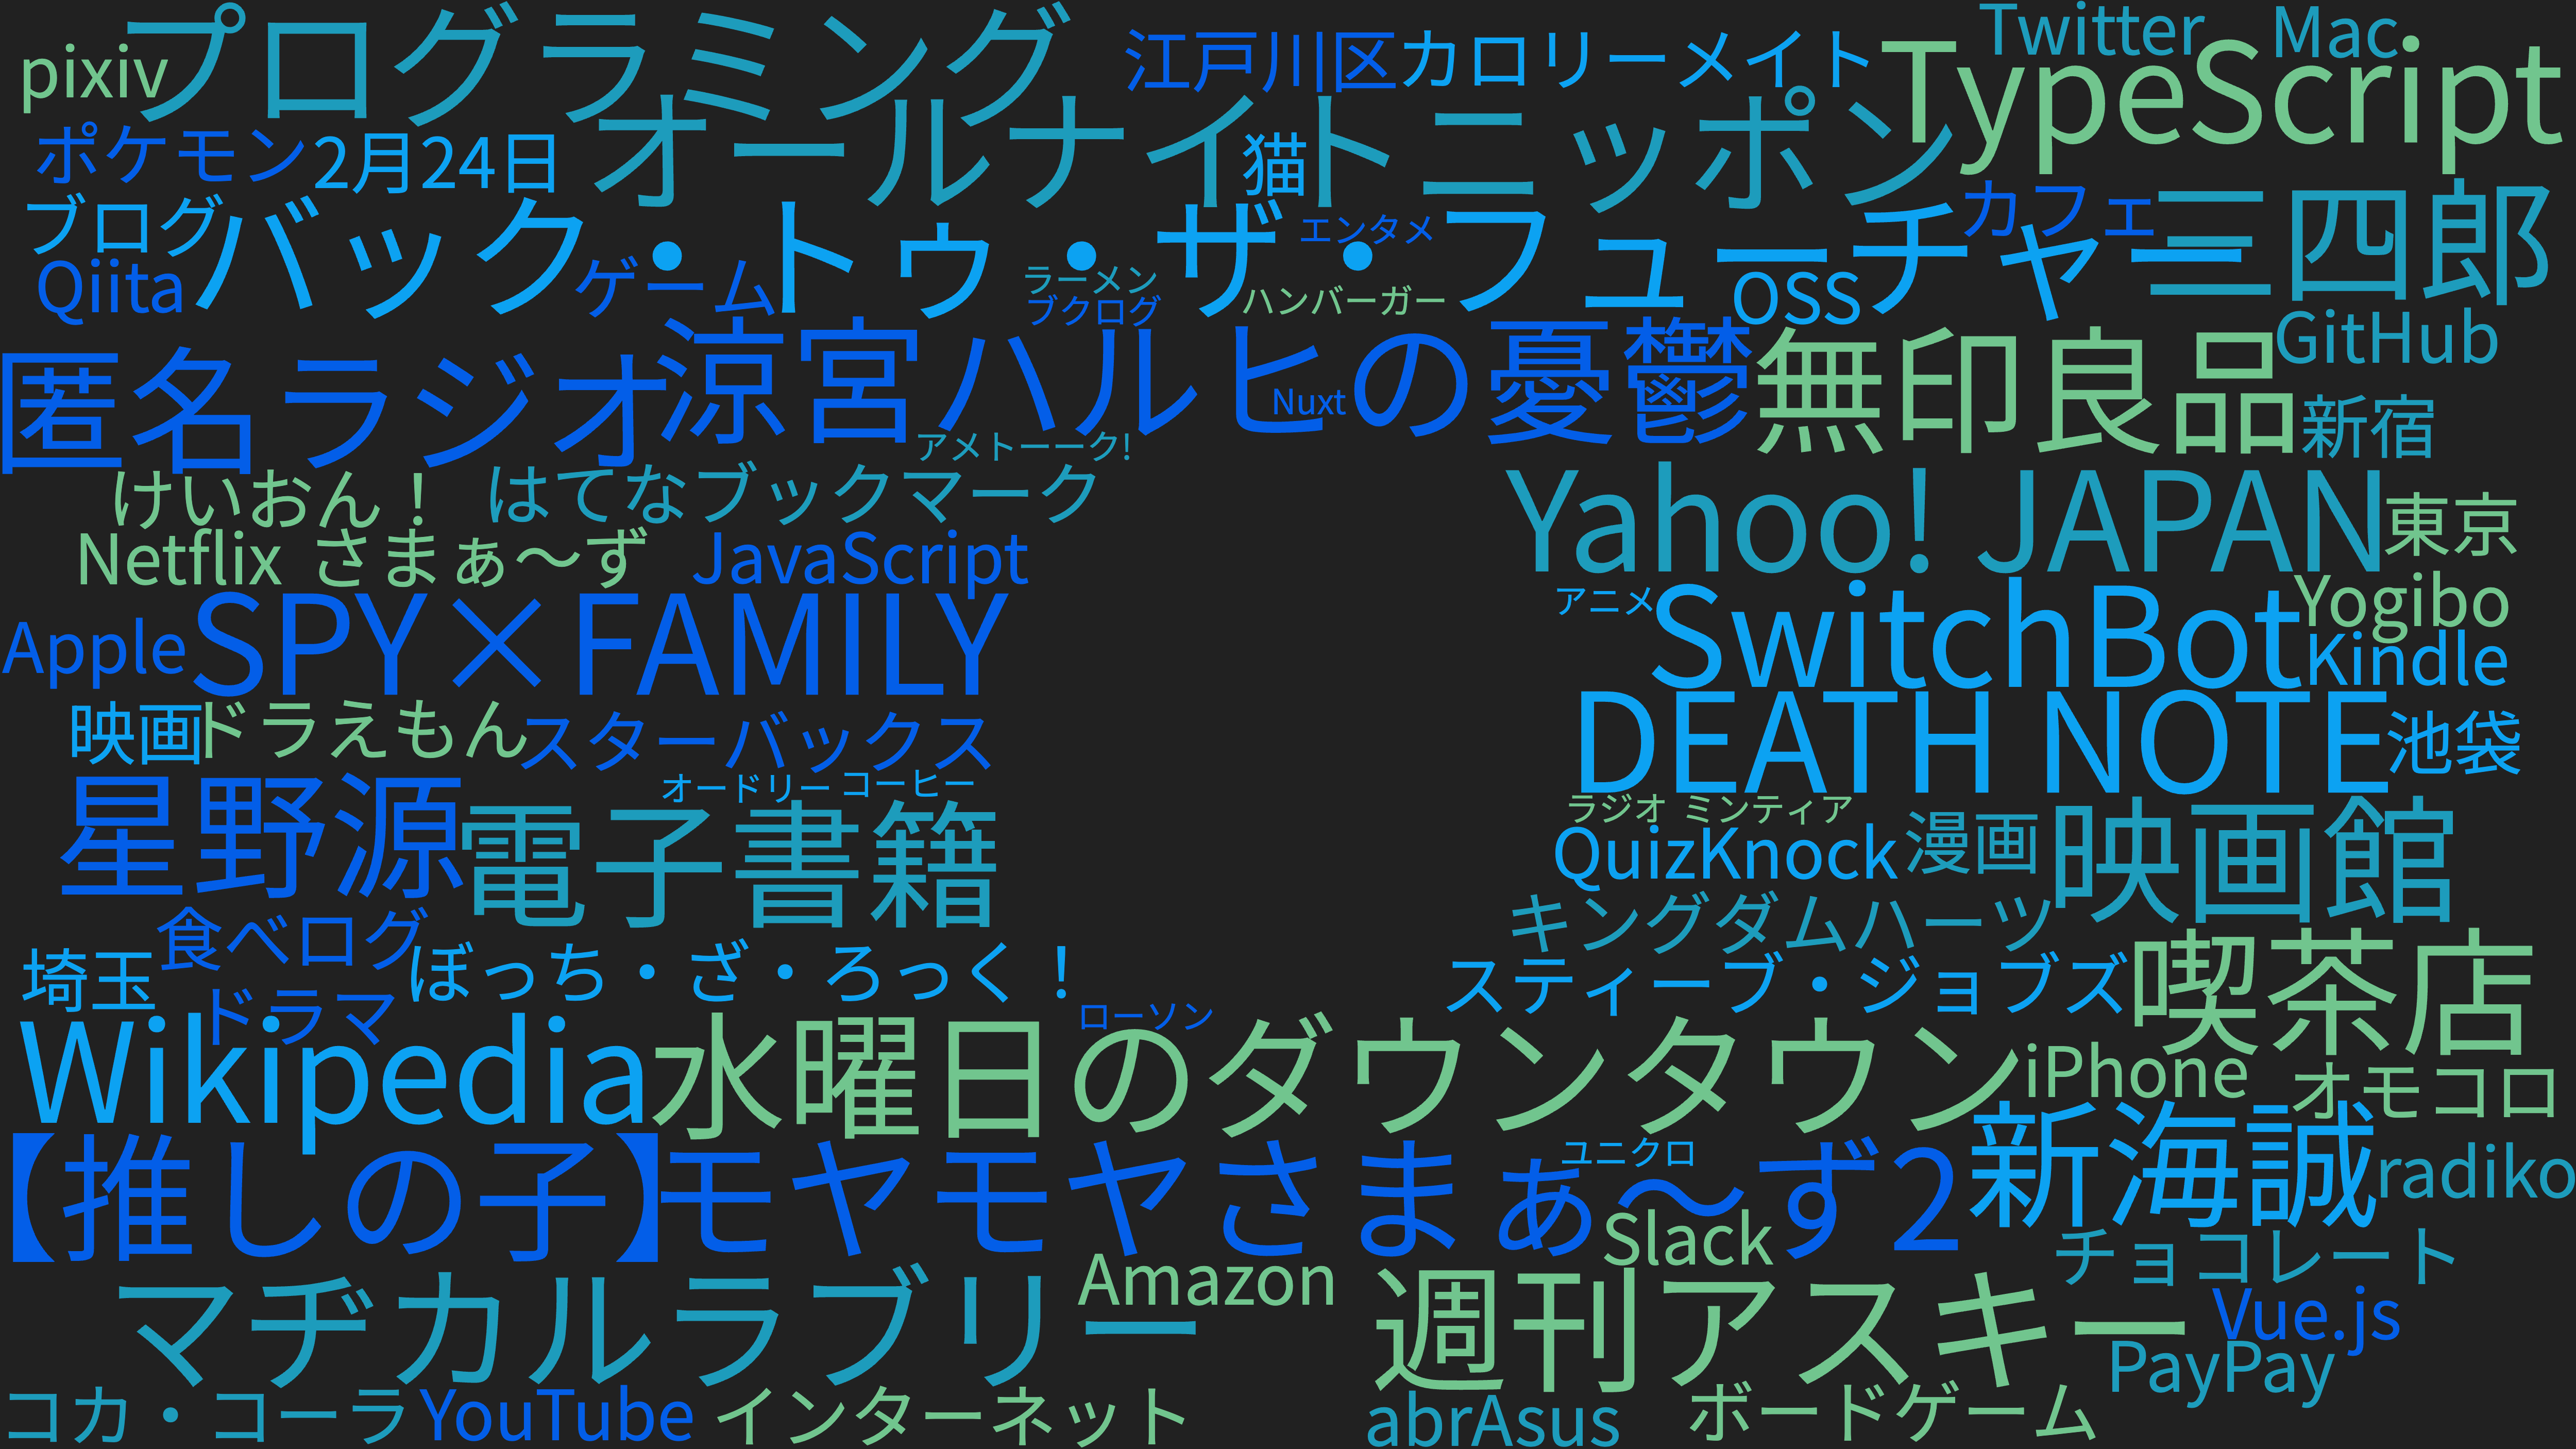 pixiv
プログラミング
江戸川区
カロリーメイト
Twitter
Mac
TypeScript
ポケモン
2月24日
オールナイトニッポン
猫
ブログ
バック・トゥ・ザ・フューチャー
エンタメ
カフェ
三四郎
Qiita
ゲーム
ラーメン
ブクログ
ハンバーガー
OSS
GitHub
匿名ラジオ
涼宮ハルヒの憂鬱
Nuxt
無印良品
新宿
アメトーーク!
けいおん！
はてなブックマーク
Yahoo! JAPAN
東京
Netflix
さまぁ～ず
JavaScript
アニメ
SwitchBot
Yogibo
Apple
SPY×FAMILY
Kindle
映画
ドラえもん
スターバックス
DEATH NOTE
池袋
星野源
オードリー
コーヒー
電子書籍
ラジオ
ミンティア
QuizKnock
漫画
映画館
食べログ
キングダムハーツ
埼玉
ぼっち・ざ・ろっく！
スティーブ・ジョブズ
喫茶店
ドラマ
ローソン
Wikipedia
水曜日のダウンタウン
iPhone
オモコロ
【推しの子】
モヤモヤさまぁ～ず2
ユニクロ
新海誠
radiko
Slack
マヂカルラブリー
Amazon
週刊アスキー
チョコレート
Vue.js
PayPay
コカ・コーラ
YouTube
インターネット
abrAsus
ボードゲーム